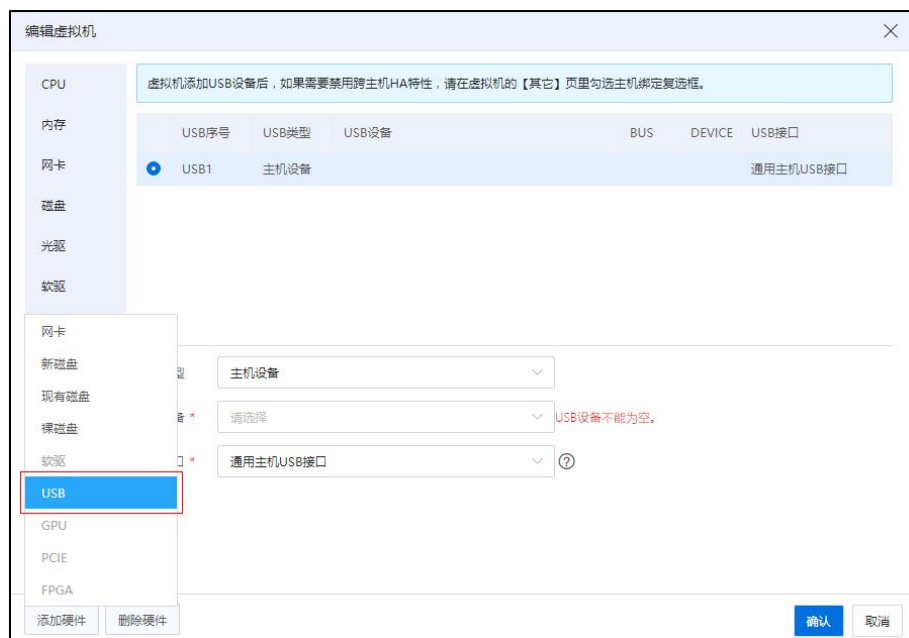 编辑虚拟机
CPU
内存
网卡
磁盘
光驱
软驱
虚拟机添加USB设备后，如果需要禁用跨主机HA特性，请在虚拟机的【其它】页里勾选主机绑定复选框。
USB序号 USB类型 USB设备 BUS DEVICE USB接口
USB1 主机设备 通用主机USB接口
网卡
新磁盘
现有磁盘
裸磁盘
软驱
USB
GPU
PCIE
FPGA
型 主机设备
备 * 请选择 USB设备不能为空。
口 * 通用主机USB接口 ?
添加硬件 删除硬件 确认 取消